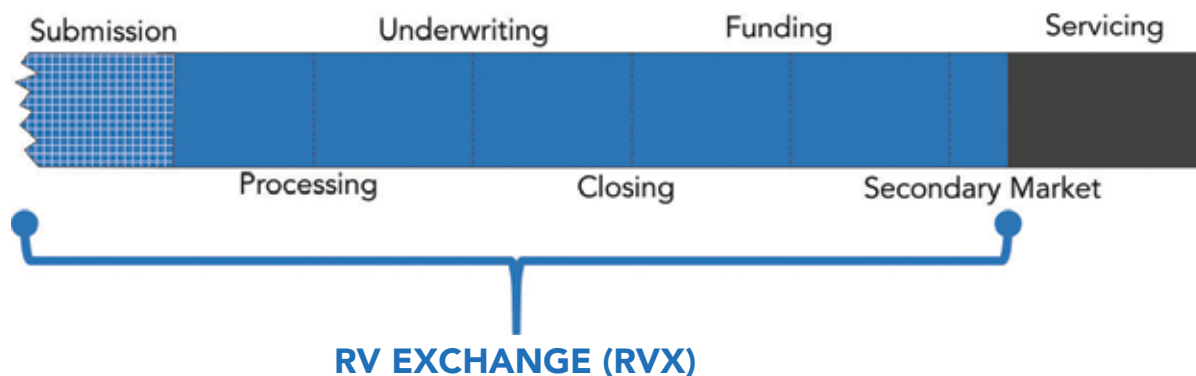 Submission
Underwriting
Funding
Servicing
Processing
Closing
Secondary Market
RV EXCHANGE (RVX)